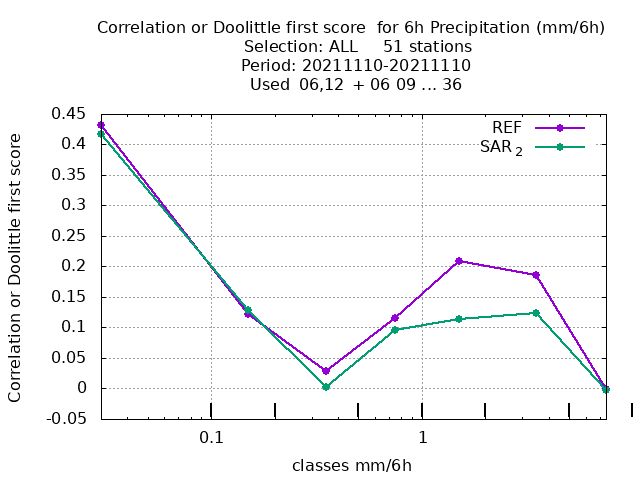 Correlation or Doolittle first score  for 6h Precipitation (mm/6h)
Selection: ALL     51 stations
Period: 20211110-20211110
Used  06,12  + 06 09 ... 36
0.45
0.4
0.35
0.3
0.25
0.2
0.15
0.1
0.05
0
-0.05
Correlation or Doolittle first score
REF
SAR 2
0.1
1
classes mm/6h